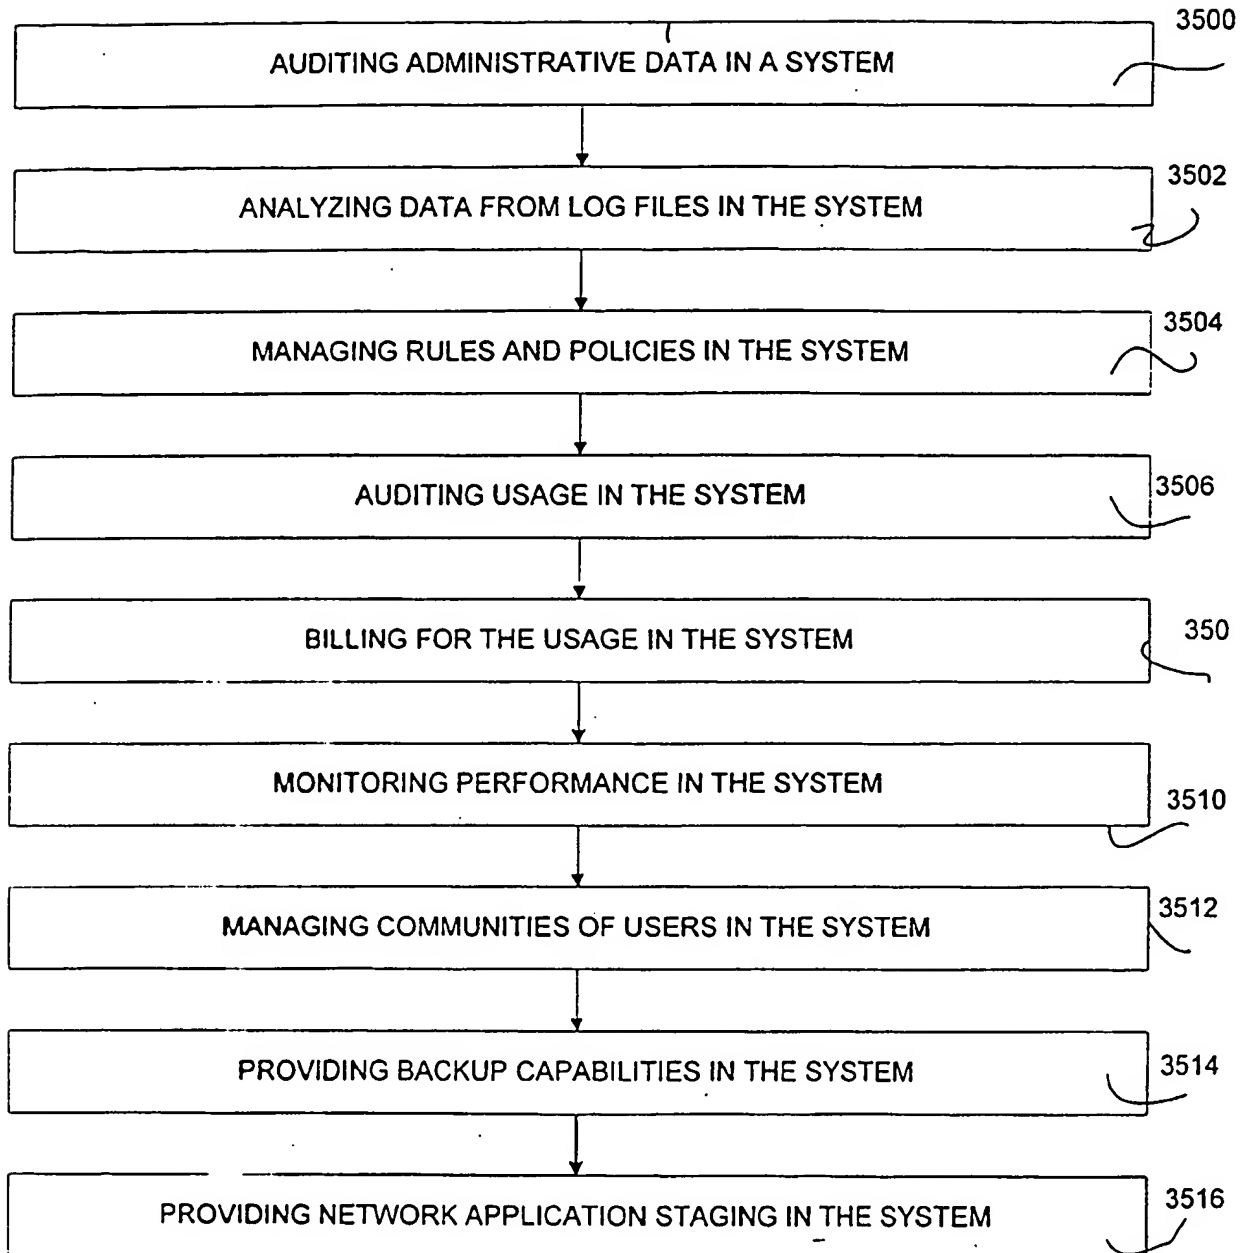 3500
AUDITING ADMINISTRATIVE DATA IN A SYSTEM
3502
ANALYZING DATA FROM LOG FILES IN THE SYSTEM
3504
MANAGING RULES AND POLICIES IN THE SYSTEM
3506
AUDITING USAGE IN THE SYSTEM
350
BILLING FOR THE USAGE IN THE SYSTEM
MONITORING PERFORMANCE IN THE SYSTEM
3510
3512
MANAGING COMMUNITIES OF USERS IN THE SYSTEM
3514
PROVIDING BACKUP CAPABILITIES IN THE SYSTEM
3516
PROVIDING NETWORK APPLICATION STAGING IN THE SYSTEM